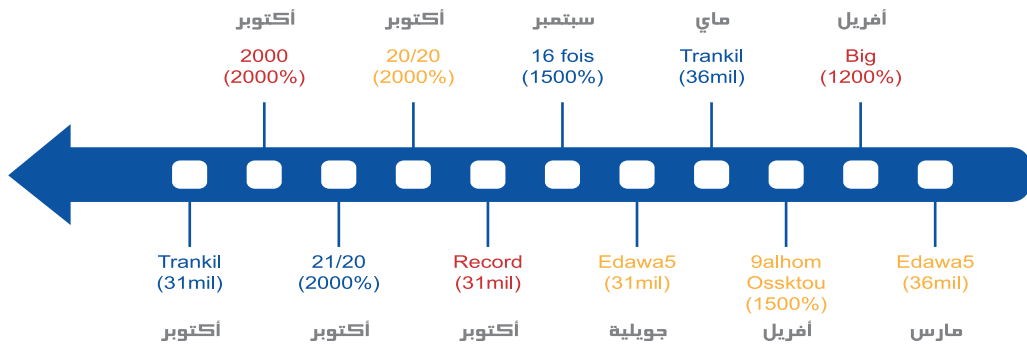 أفريل
ماي
سبتمبر
أكتوبر
أكتوبر
Big
(1200%)
Trankil
(36mil)
16 fois
(1500%)
20/20
(2000%)
2000
(2000%)
Edawa5
(36mil)
9alhom
Ossktou
(1500%)
Edawa5
(31mil)
Record
(31mil)
21/20
(2000%)
Trankil
(31mil)
مارس
أفريل
جويلية
أكتوبر
أكتوبر
أكتوبر